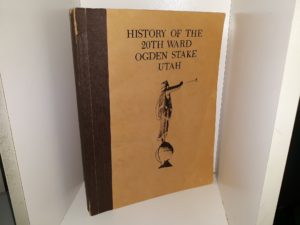 HISTORY OF THE
20TH WARD
OGDEN STAKE
UTAH